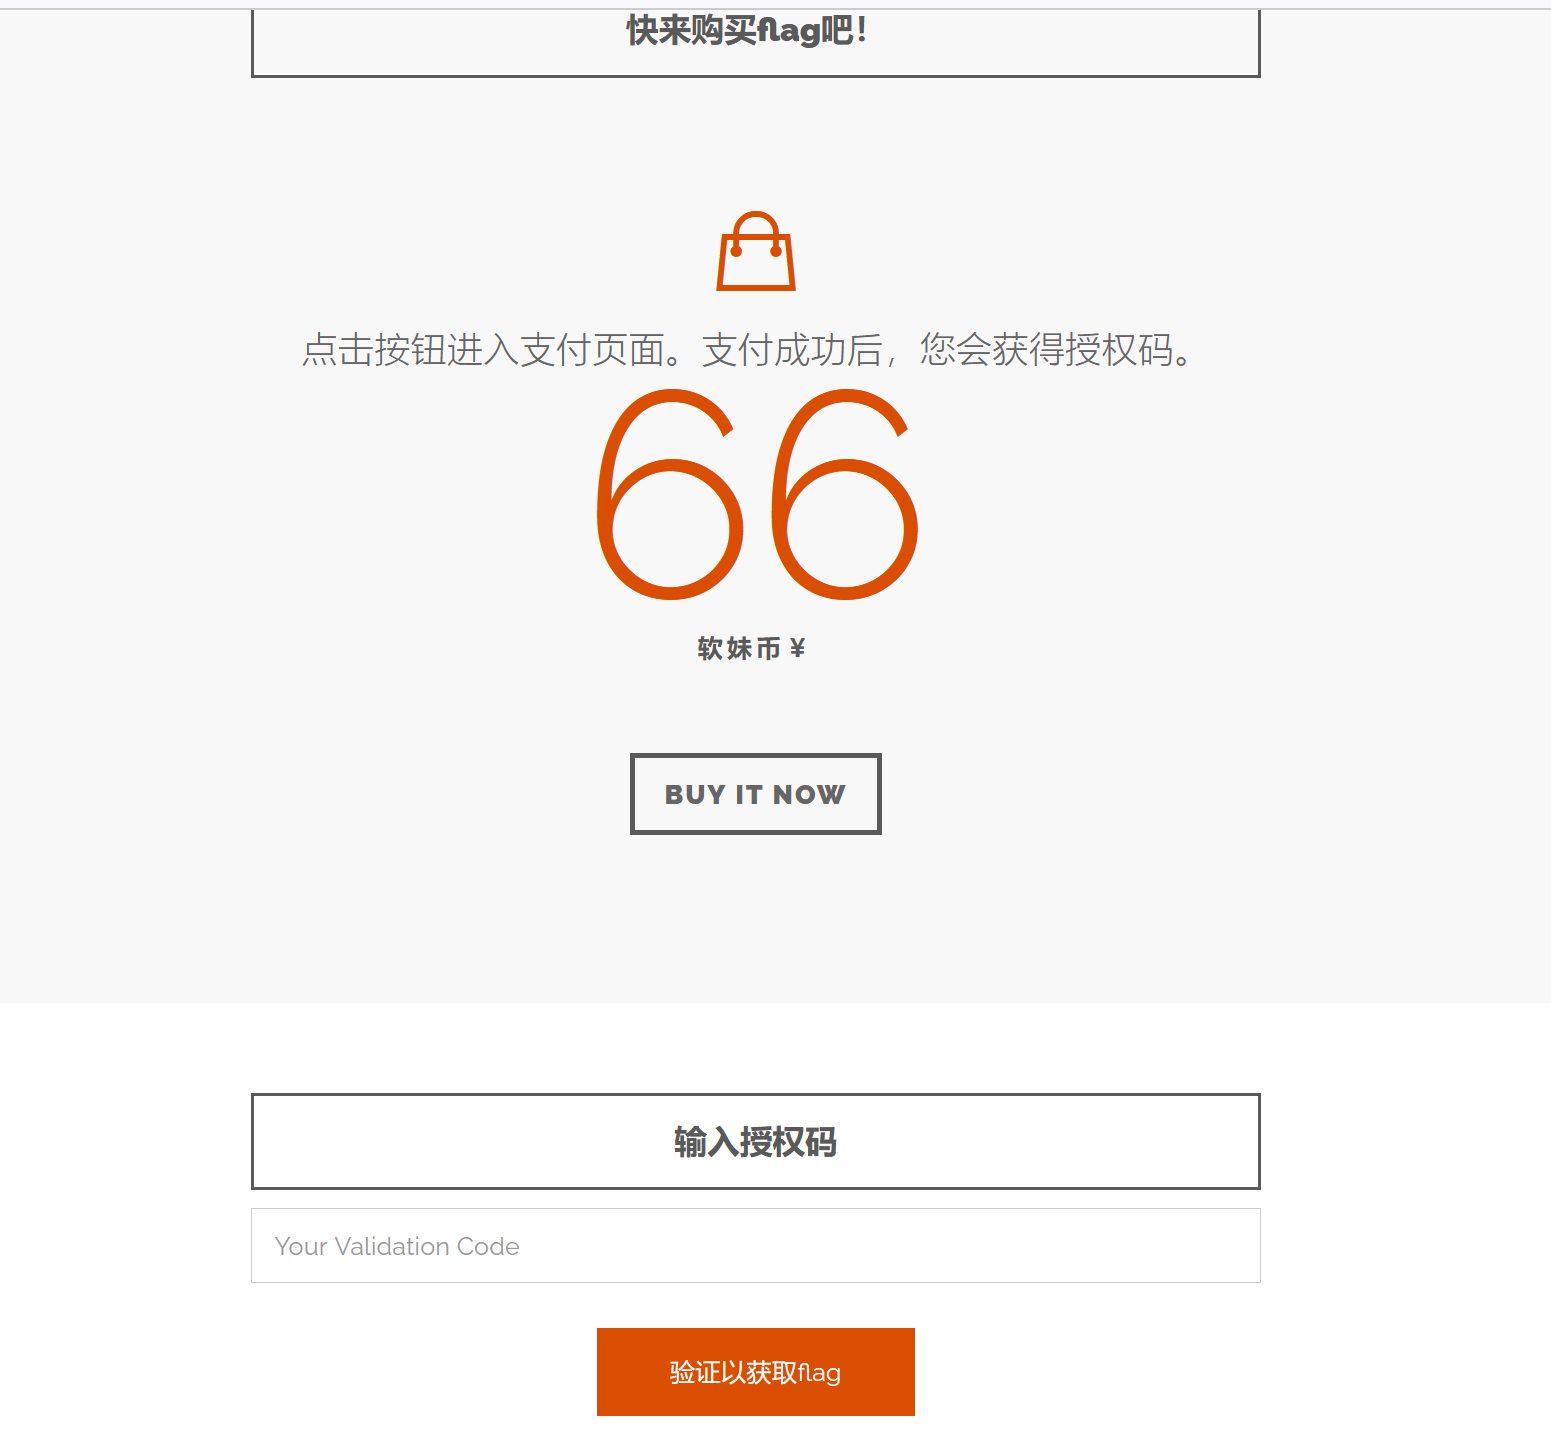 快来购买flag吧！
点击按钮进入支付页面。支付成功后，您会获得授权码。
66
软妹币 ¥
BUY IT NOW
输入授权码
Your Validation Code
验证以获取flag